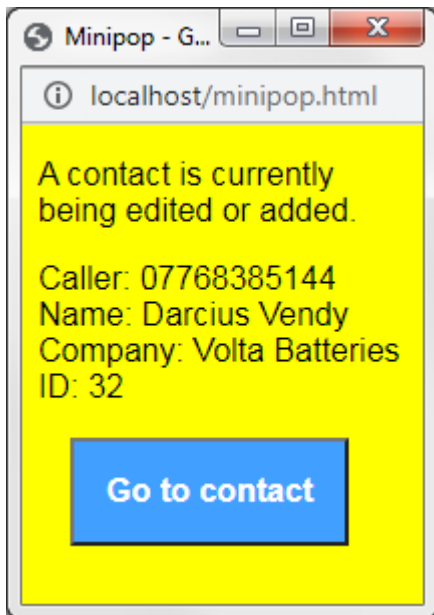 Minipop - G...
localhost/minipop.html
A contact is currently
being edited or added.
Caller: 07768385144
Name: Darcius Vendy
Company: Volta Batteries
ID: 32
Go to contact